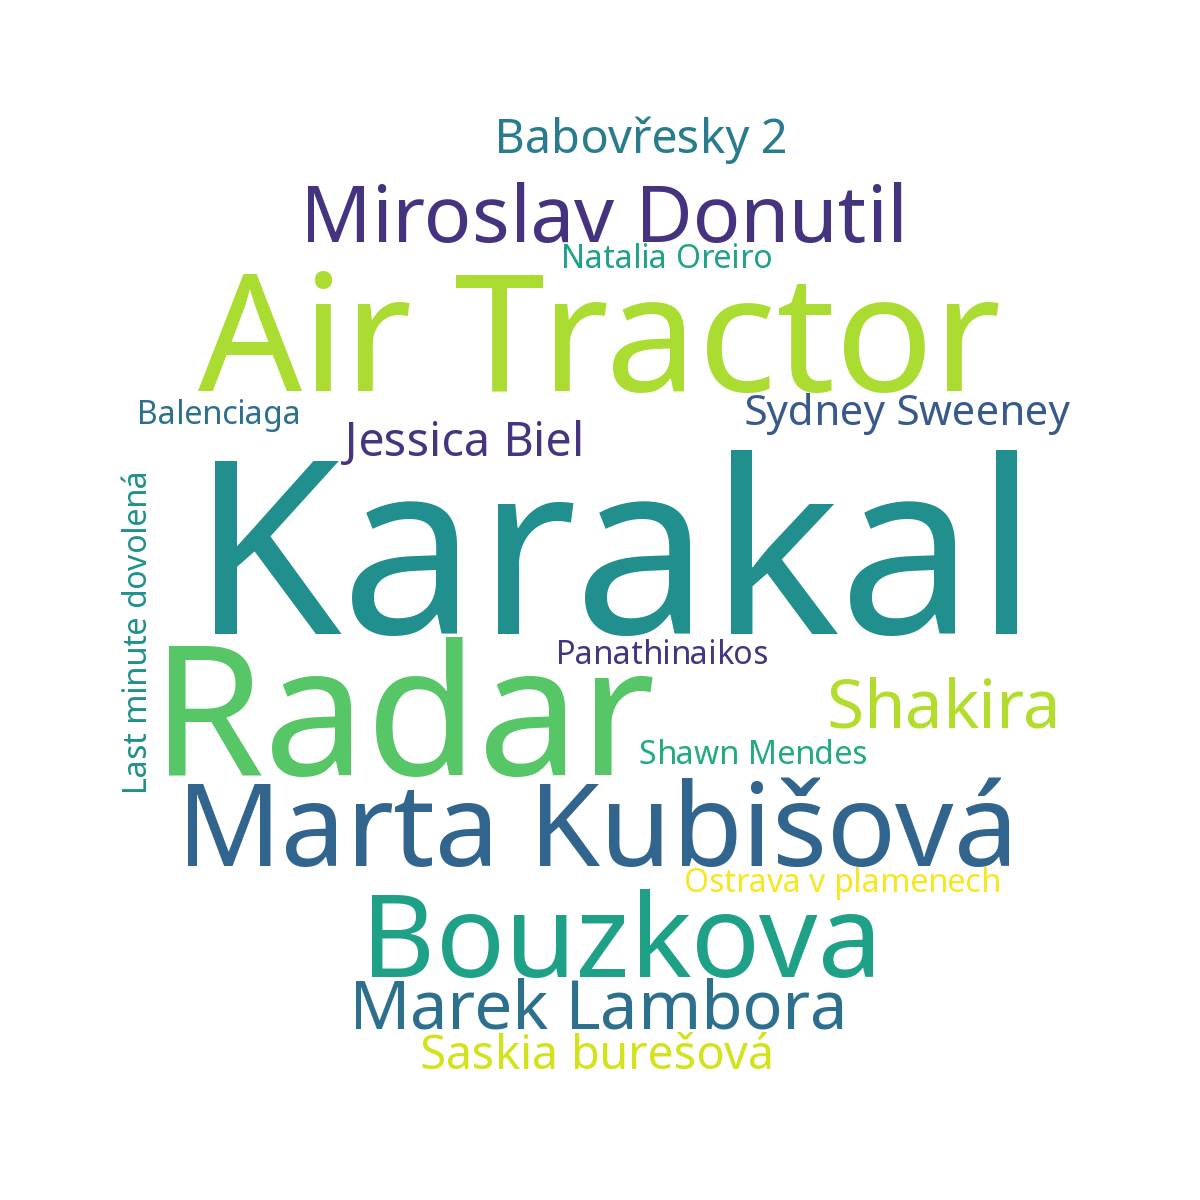 Babovřesky 2
Miroslav Donutil
Natalia Oreiro
Air Tractor
Balenciaga
Jessica Biel
Sydney Sweeney
Karakal
Last minute dovolená
Panathinaikos
Radar
Shakira
Shawn Mendes
Marta Kubišová
Ostrava v plamenech
Bouzkova
Marek Lambora
Saskia burešová